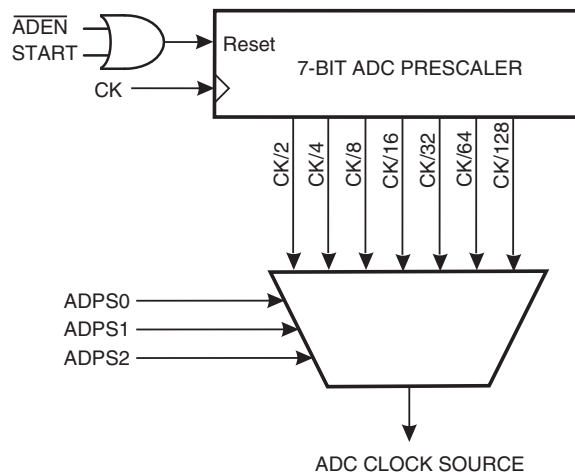 ADEN
START
Reset
7-BIT ADC PRESCALER
CK
CK/2
CK/4
CK/8
CK/16
CK/32
CK/64
CK/128
ADPS0
ADPS1
ADPS2
ADC CLOCK SOURCE